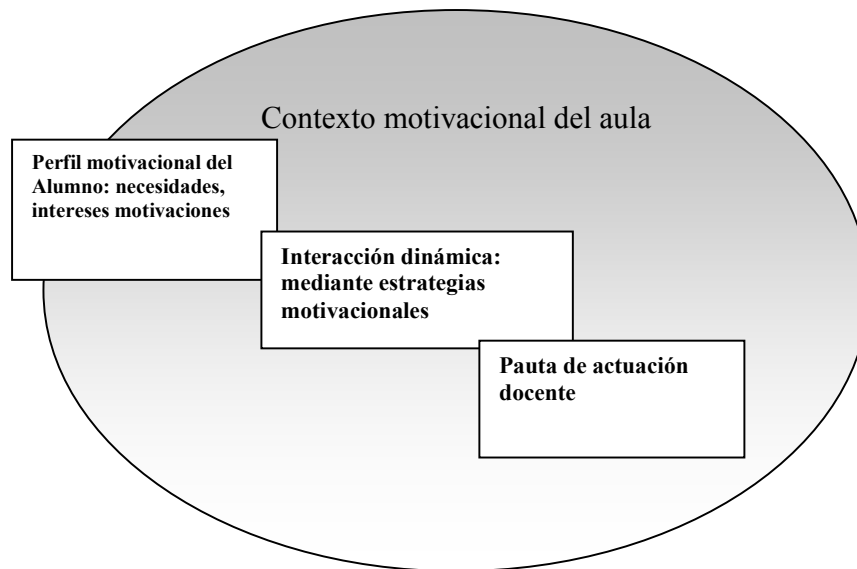 Contexto motivacional del aula
Perfil motivacional del
Alumno: necesidades,
intereses motivaciones
Interacción dinámica:
mediante estrategias
motivacionales
Pauta de actuación
docente